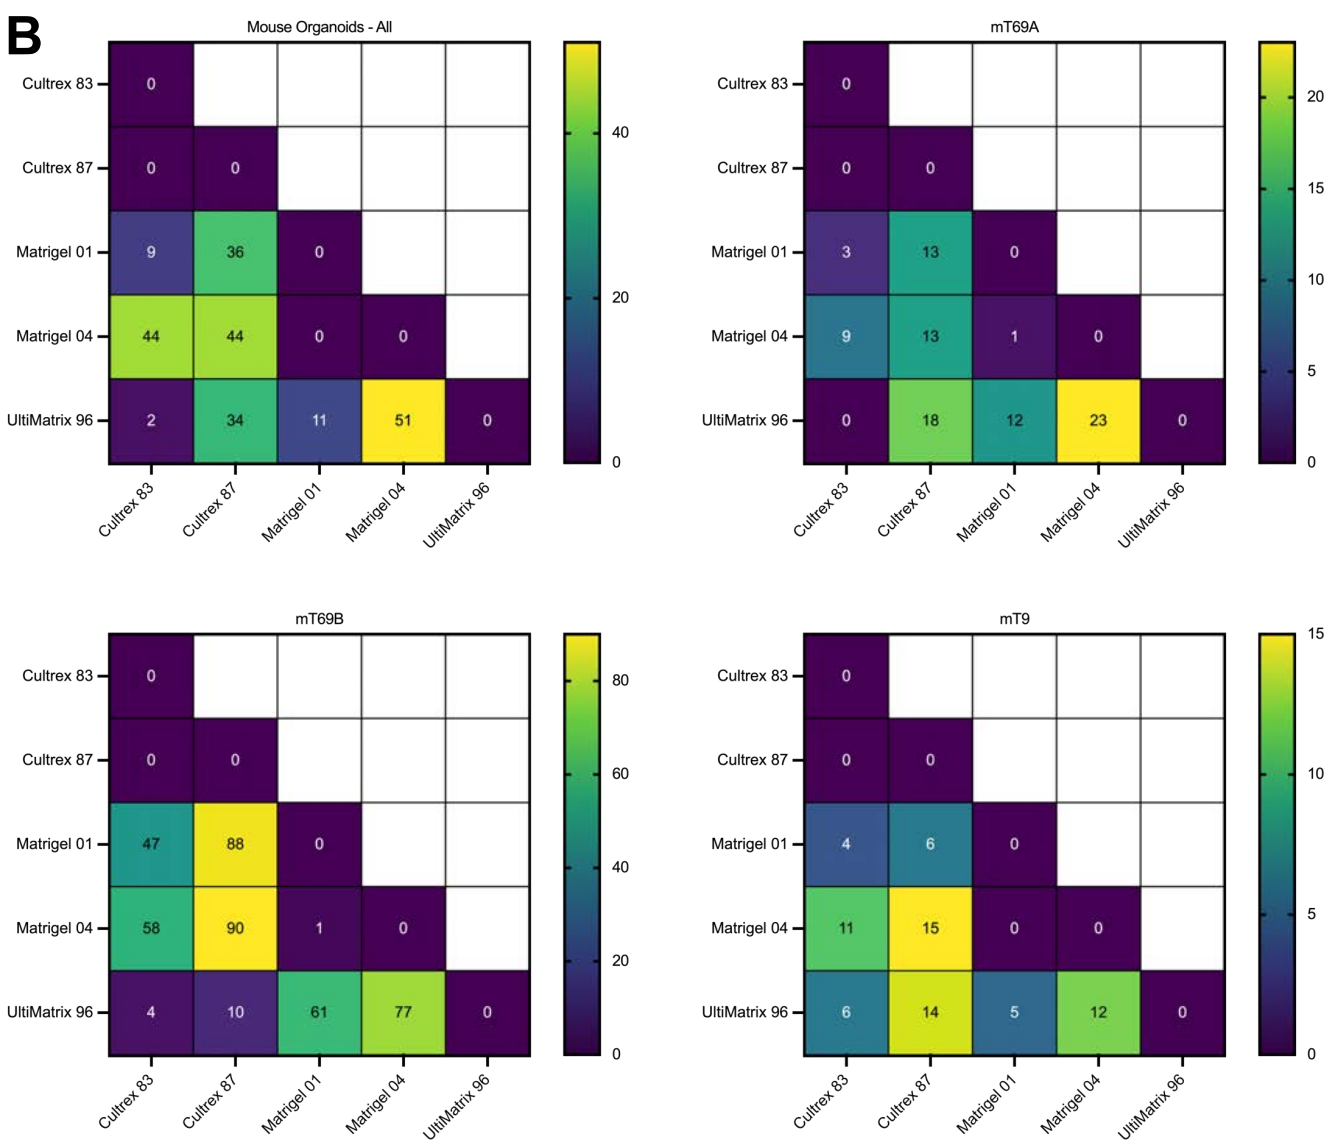 B
Mouse Organoids - All
Cultrex 83 0
Cultrex 87 0 0
Matrigel 01 9 36 0
Matrigel 04 44 44 0 0
UltiMatrix 96 2 34 11 51 0
Cultrex 83 Cultrex 87 Matrigel 01 Matrigel 04 UltiMatrix 96
40
20
0
mT69A
Cultrex 83 0
Cultrex 87 0 0
Matrigel 01 3 13 0
Matrigel 04 9 13 1 0
UltiMatrix 96 0 18 12 23 0
Cultrex 83 Cultrex 87 Matrigel 01 Matrigel 04 UltiMatrix 96
20
15
10
5
0
mT69B
Cultrex 83 0
Cultrex 87 0 0
Matrigel 01 47 88 0
Matrigel 04 58 90 1 0
UltiMatrix 96 4 10 61 77 0
Cultrex 83 Cultrex 87 Matrigel 01 Matrigel 04 UltiMatrix 96
80
60
40
20
0
mT9
Cultrex 83 0
Cultrex 87 0 0
Matrigel 01 4 6 0
Matrigel 04 11 15 0 0
UltiMatrix 96 6 14 5 12 0
Cultrex 83 Cultrex 87 Matrigel 01 Matrigel 04 UltiMatrix 96
15
10
5
0